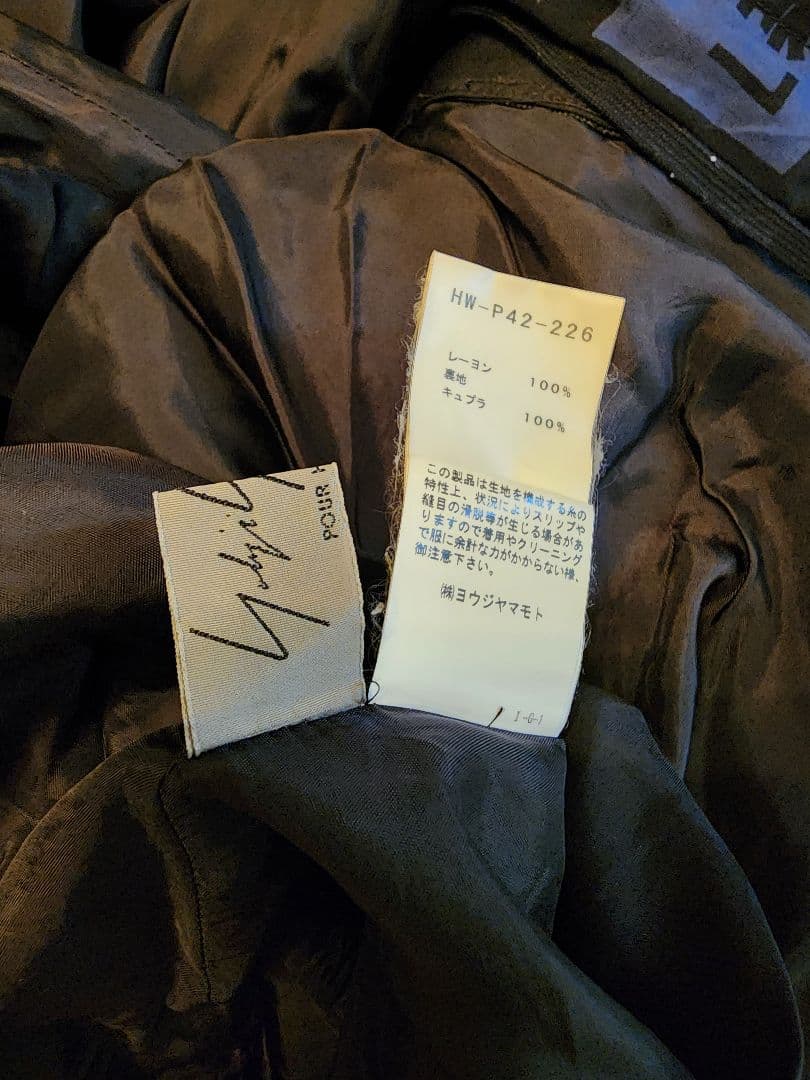 HW-P42-226
レーヨン 100%
裏地
キュプラ 100%
この製品は生地を構成する糸の
特性上、状況によりスリップや
縫目の滑脱等が生じる場合があ
りますので着用やクリーニング
で服に余計な力がかからない様、
御注意下さい。
㈱ヨウジヤマモト
I-0-1
POUR